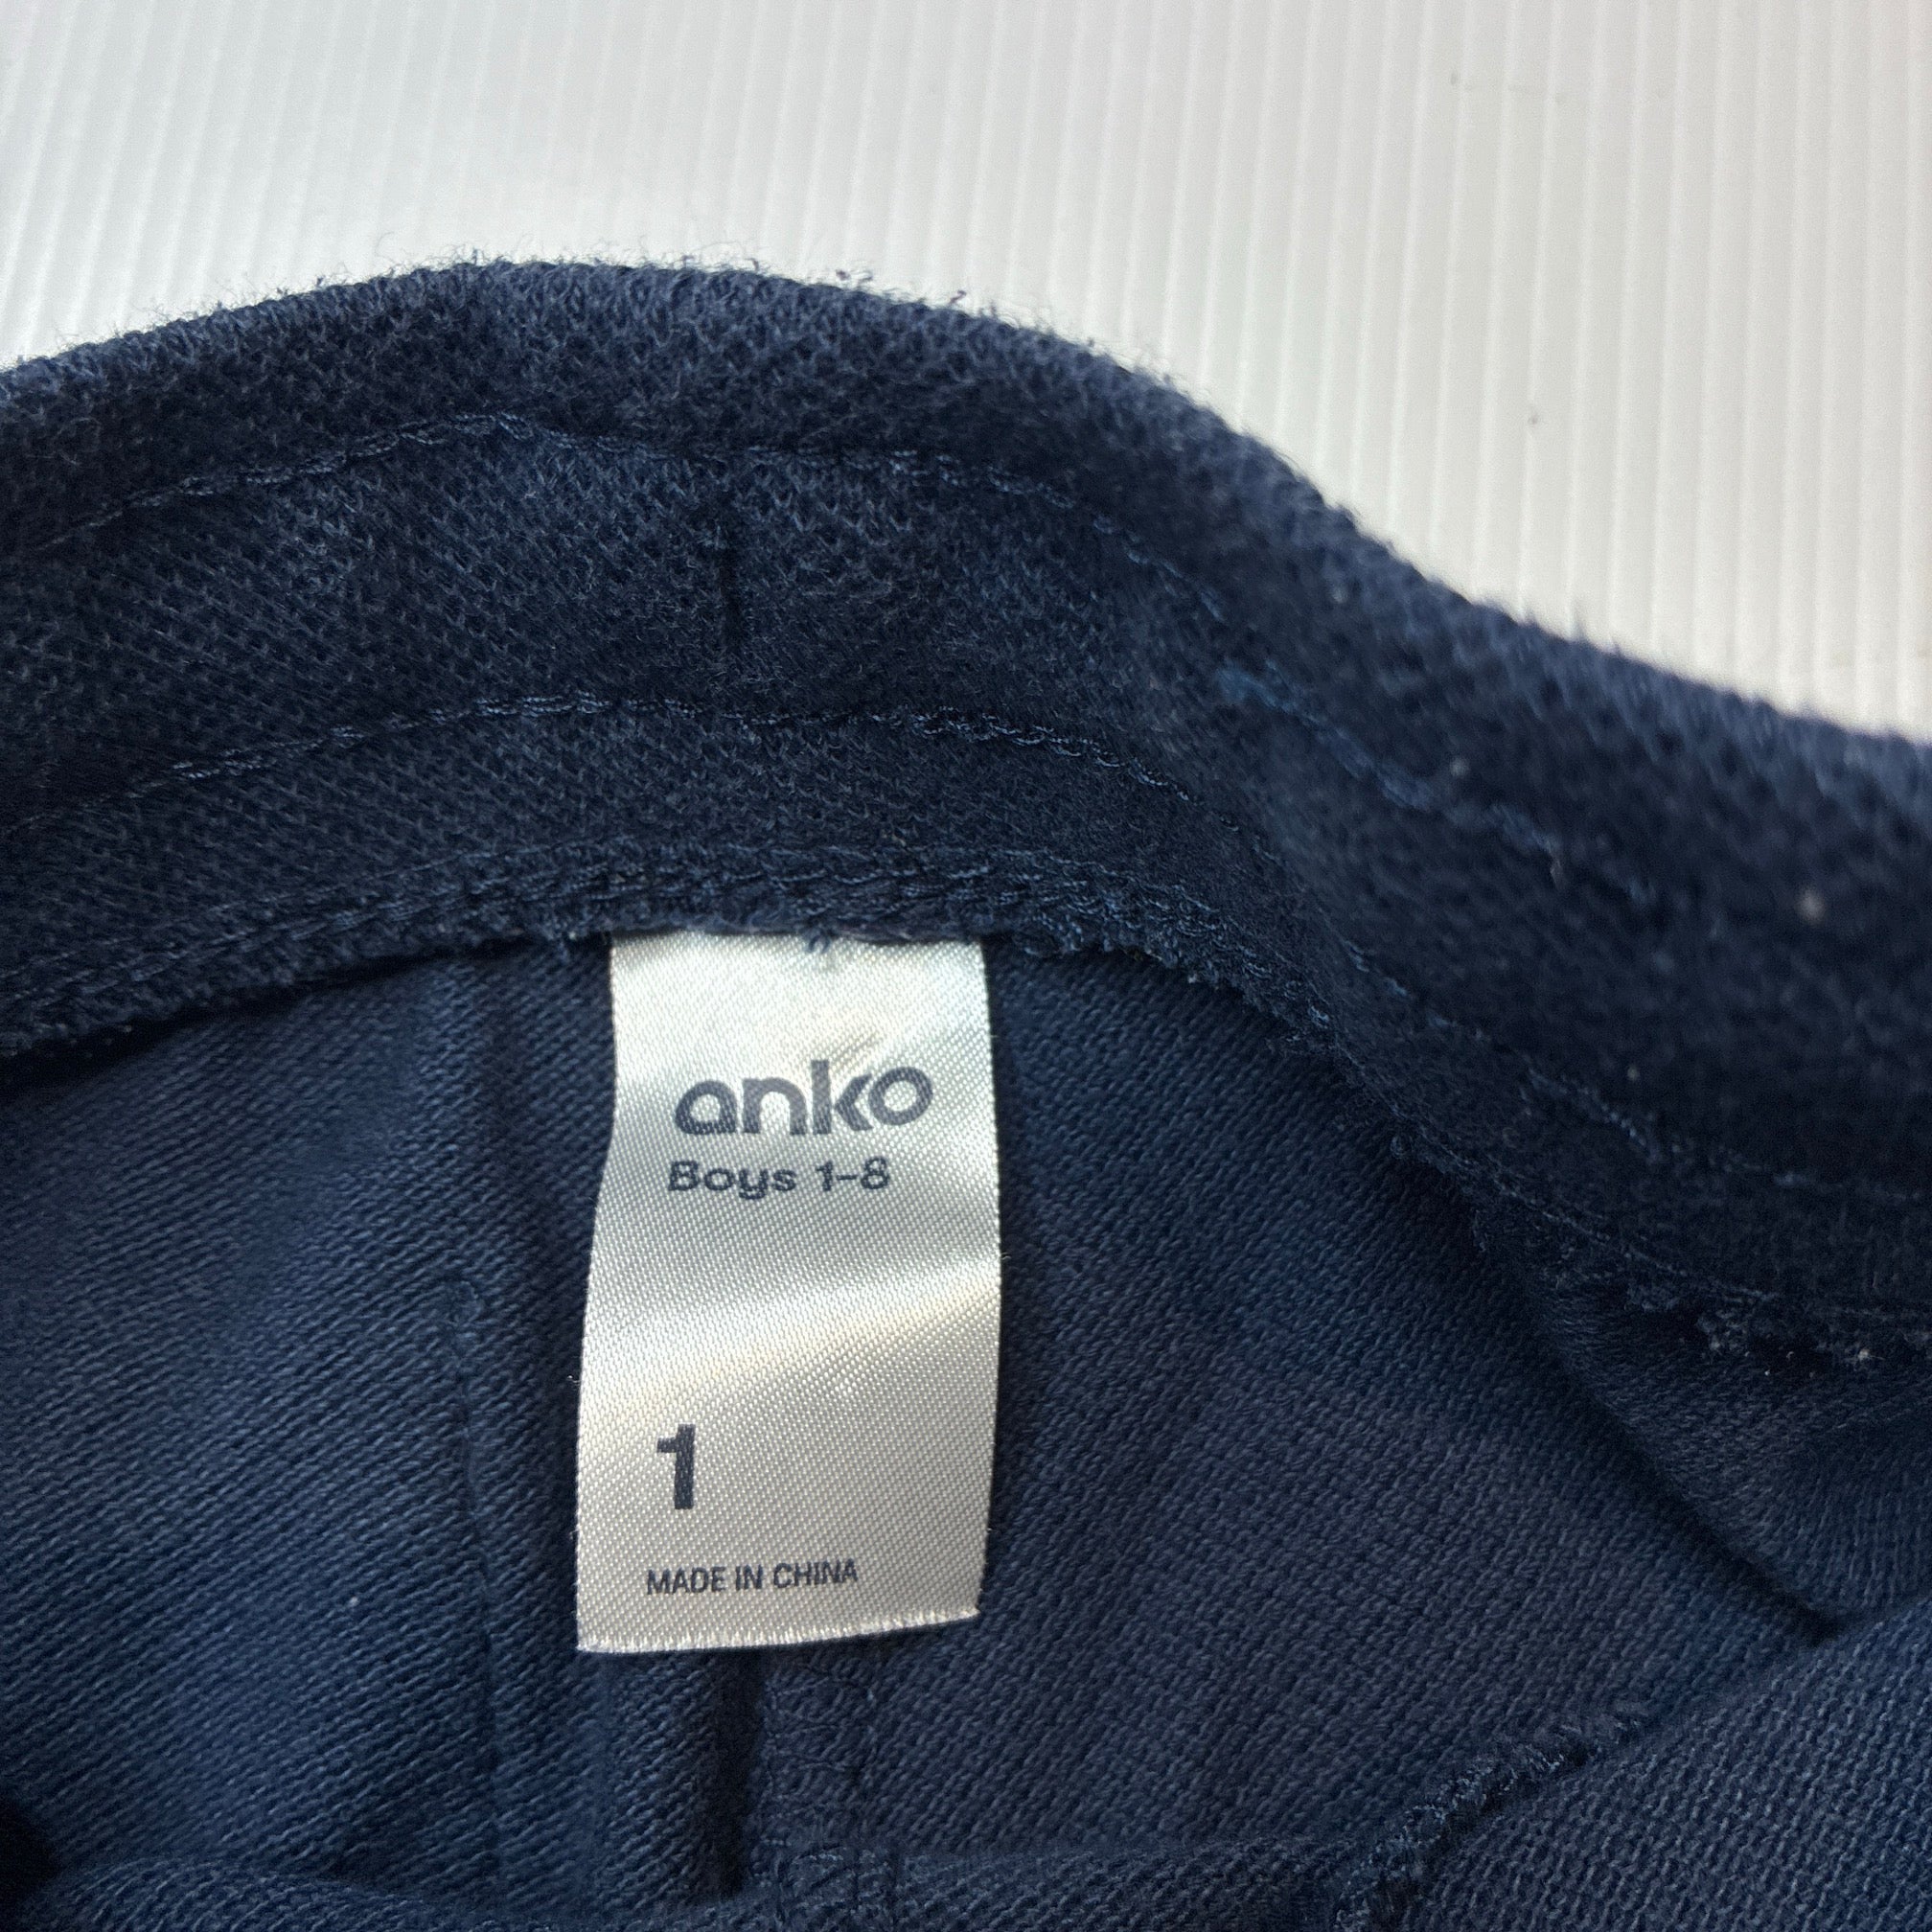 anko
Boys 1-8
1
MADE IN CHINA